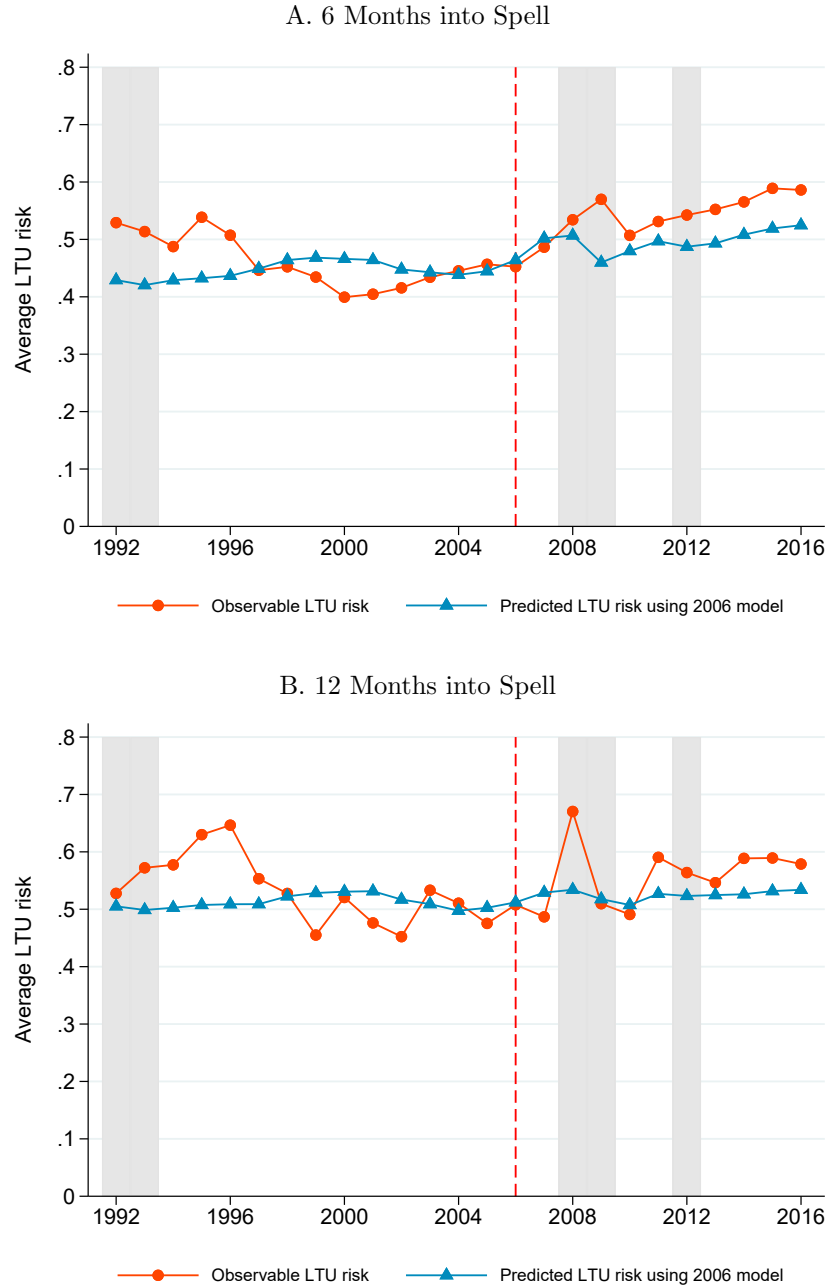 A. 6 Months into Spell
.8
.7
.6
.5
.4
.3
.2
.1
0
Average LTU risk
1992 1996 2000 2004 2008 2012 2016
Observable LTU risk Predicted LTU risk using 2006 model
B. 12 Months into Spell
.8
.7
.6
.5
.4
.3
.2
.1
0
Average LTU risk
1992 1996 2000 2004 2008 2012 2016
Observable LTU risk Predicted LTU risk using 2006 model